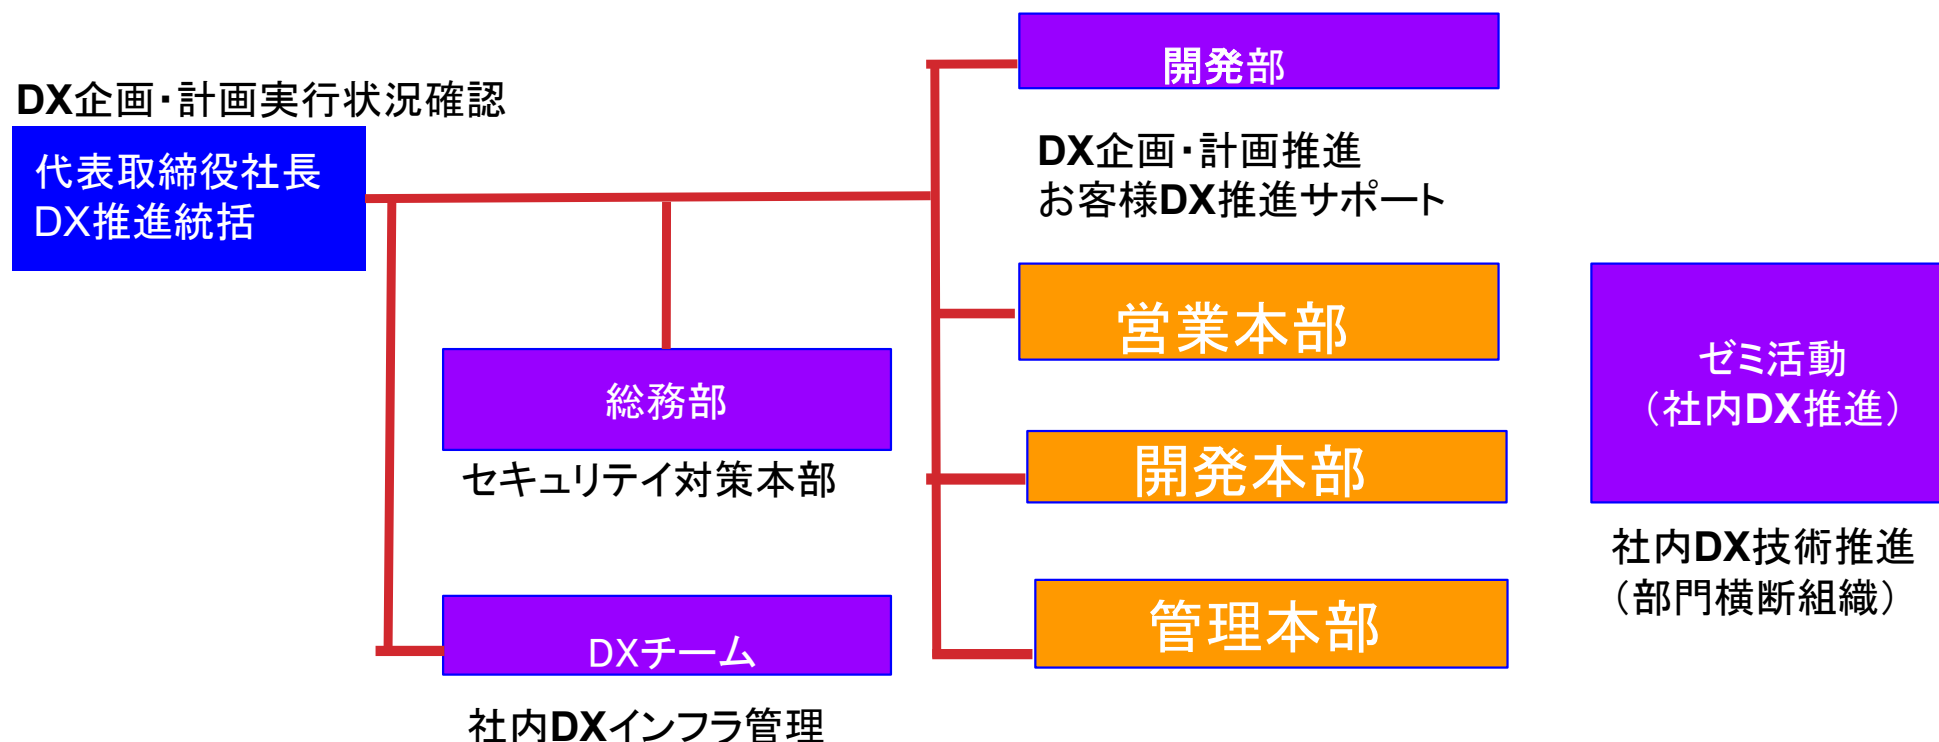 DX企画・計画実行状況確認
代表取締役社長
DX推進統括
開発部
DX企画・計画推進
お客様DX推進サポート
営業本部
総務部
セキュリテイ対策本部
開発本部
DXチーム
社内DXインフラ管理
管理本部
ゼミ活動
（社内DX推進）
社内DX技術推進
（部門横断組織）